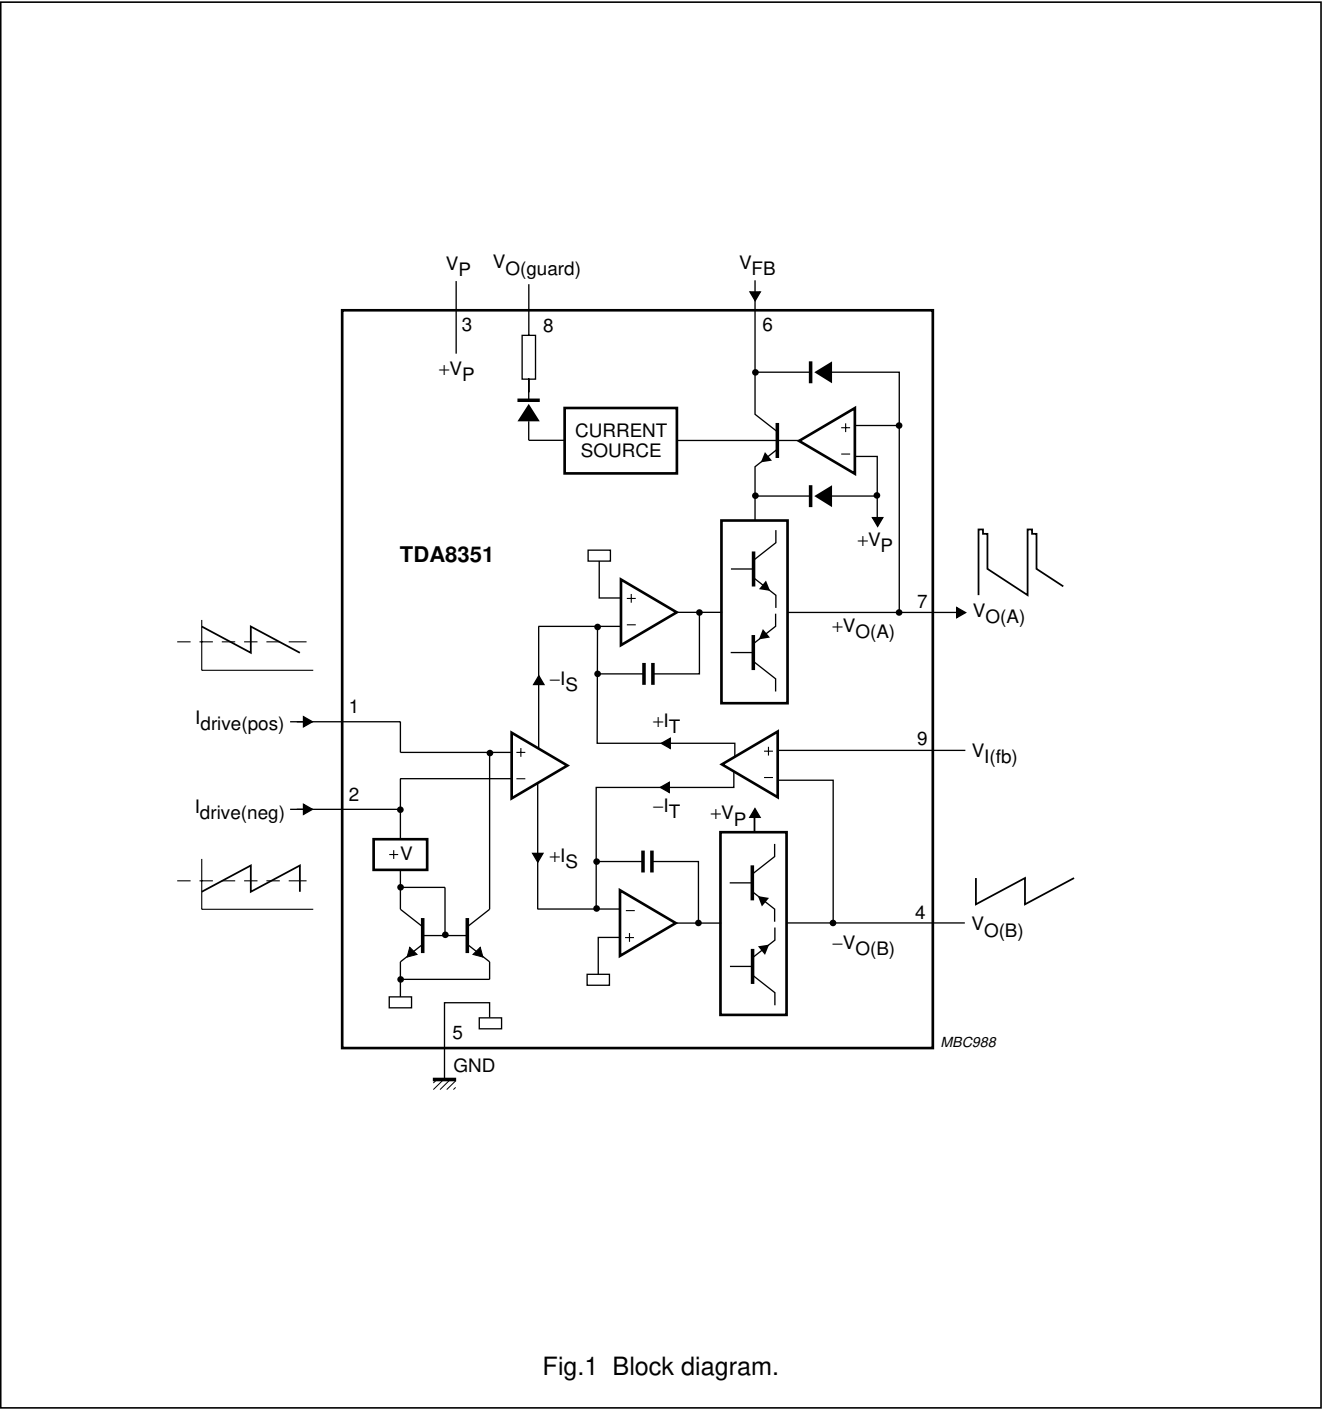 VP
VO(guard)
VFB
3
8
6
+VP
CURRENT
SOURCE
+
−
+VP
TDA8351
+
−
7
VO(A)
+VO(A)
−IS
1
Idrive(pos)
+IT
9
VI(fb)
+
−
+
−
2
Idrive(neg)
−IT
+VP
+V
+IS
−
+
4
VO(B)
−VO(B)
5
GND
MBC988
Fig.1 Block diagram.